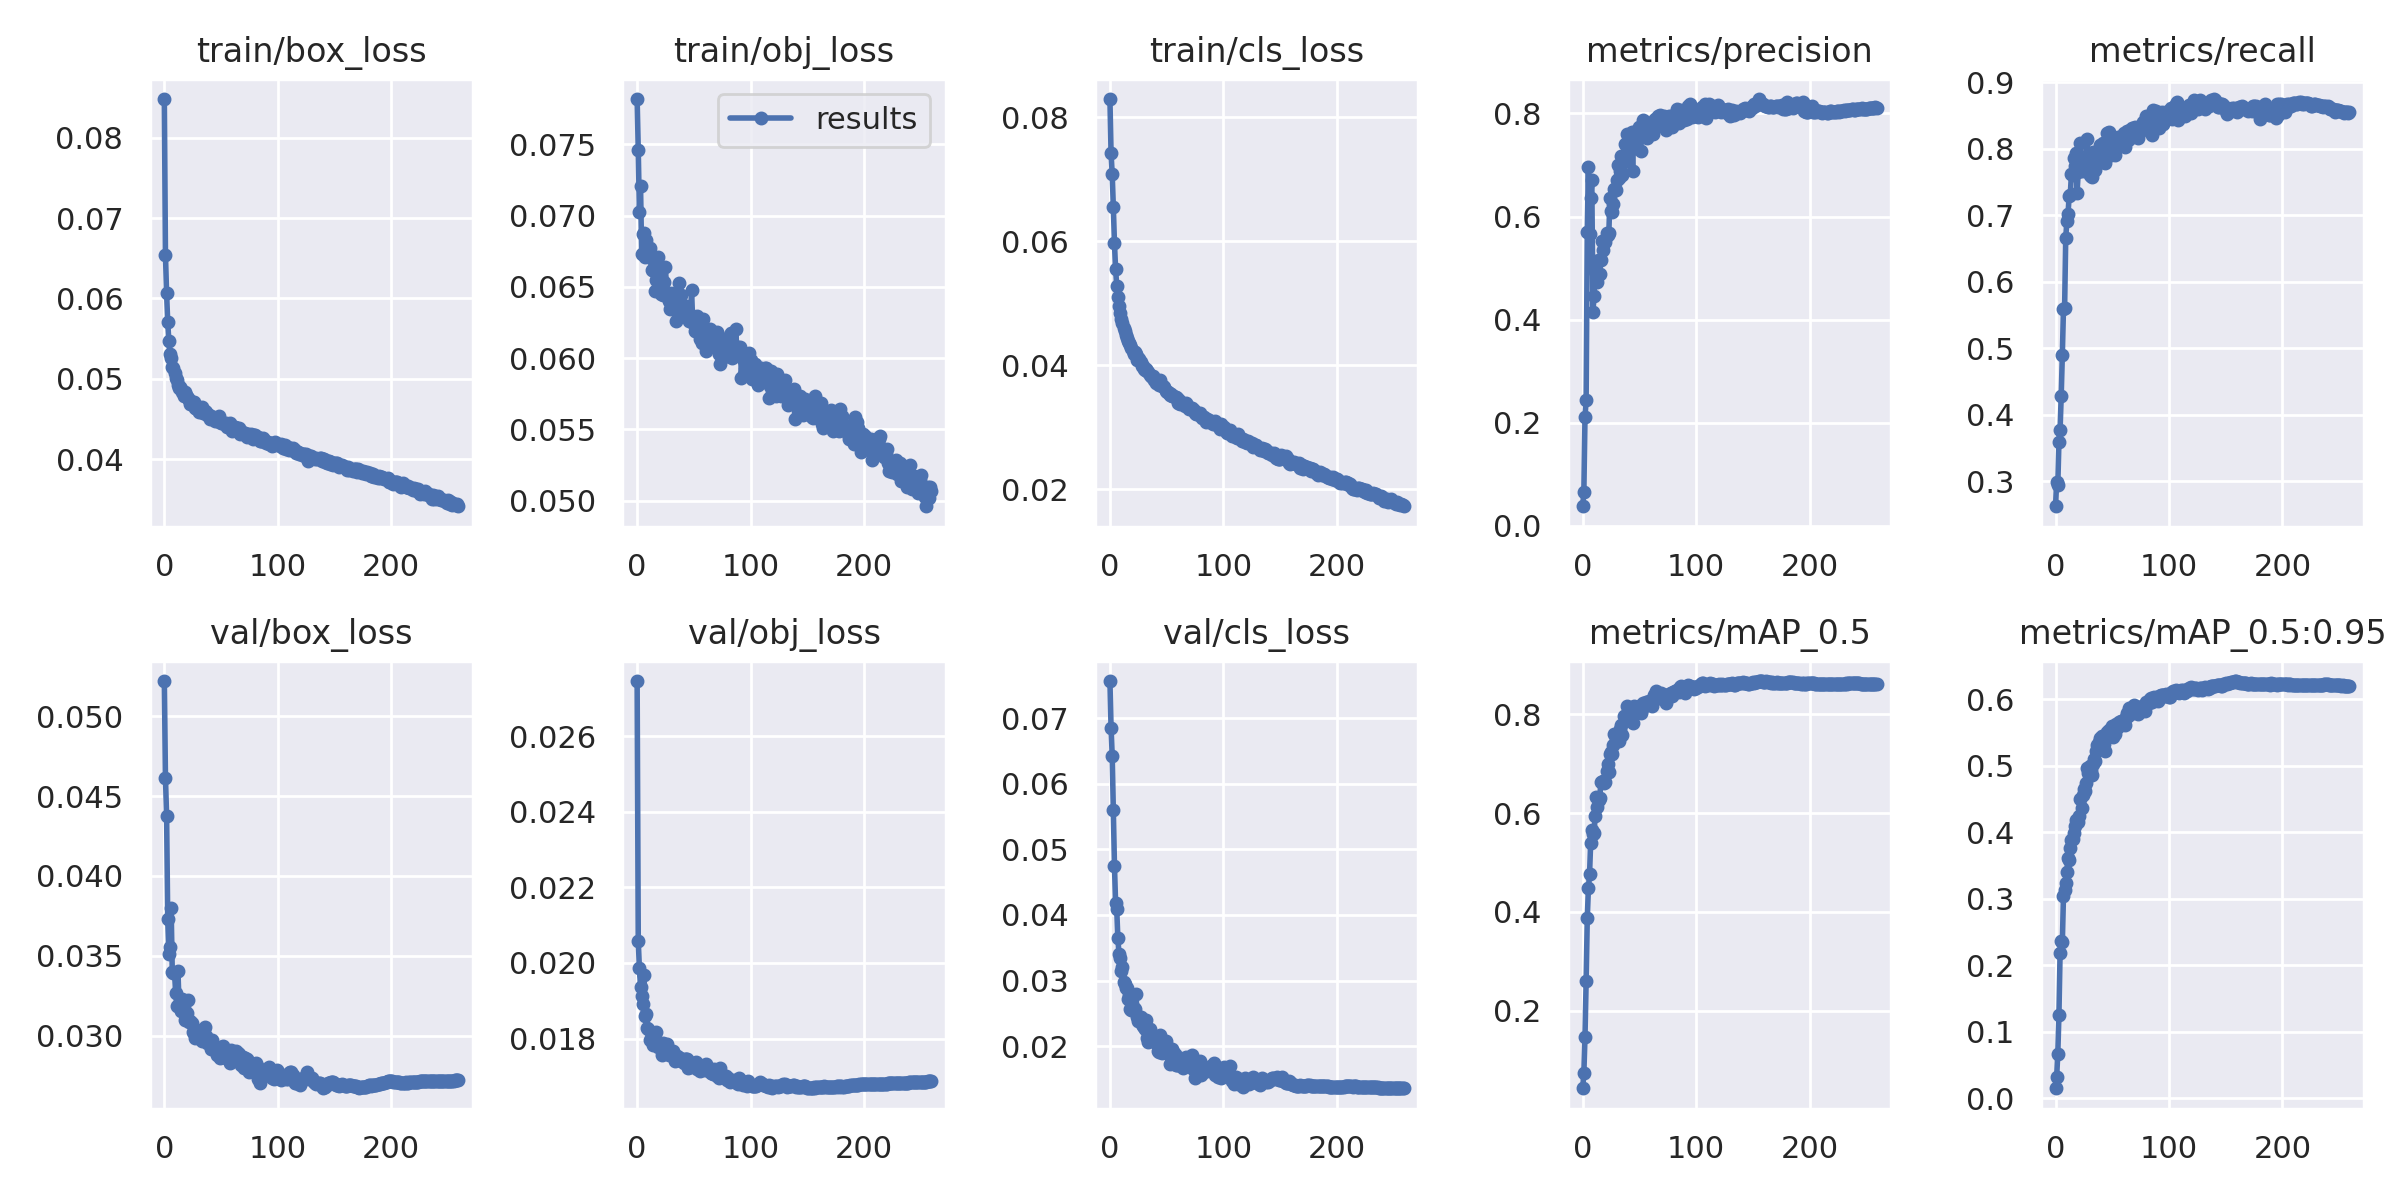 train/box_loss
0.08
0.07
0.06
0.05
0.04
0 100 200
train/obj_loss
results
0.075
0.070
0.065
0.060
0.055
0.050
0 100 200
train/cls_loss
0.08
0.06
0.04
0.02
0 100 200
metrics/precision
0.8
0.6
0.4
0.2
0.0
0 100 200
metrics/recall
0.9
0.8
0.7
0.6
0.5
0.4
0.3
0 100 200
val/box_loss
0.050
0.045
0.040
0.035
0.030
0 100 200
val/obj_loss
0.026
0.024
0.022
0.020
0.018
0 100 200
val/cls_loss
0.07
0.06
0.05
0.04
0.03
0.02
0 100 200
metrics/mAP_0.5
0.8
0.6
0.4
0.2
0 100 200
metrics/mAP_0.5:0.95
0.6
0.5
0.4
0.3
0.2
0.1
0.0
0 100 200